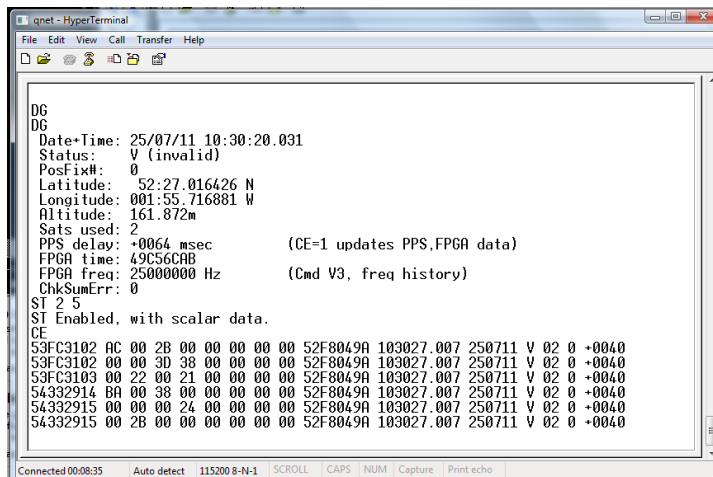 qnet - HyperTerminal
File Edit View Call Transfer Help
DG
DG
Date+Time: 25/07/11 10:30:20.031
Status: V (invalid)
PosFix#: 0
Latitude: 52:27.016426 N
Longitude: 001:55.716881 W
Altitude: 161.872m
Sats used: 2
PPS delay: +0064 msec (CE=1 updates PPS,FPGA data)
FPGA time: 49C56CAB
FPGA freq: 25000000 Hz (Cmd V3, freq history)
ChkSumErr: 0
ST 2 5
ST Enabled, with scalar data.
CE
53FC3102 AC 00 2B 00 00 00 00 00 52F8049A 103027.007 250711 V 02 0 +0040
53FC3102 00 00 3D 38 00 00 00 00 52F8049A 103027.007 250711 V 02 0 +0040
53FC3103 00 22 00 21 00 00 00 00 52F8049A 103027.007 250711 V 02 0 +0040
54332914 BA 00 38 00 00 00 00 00 52F8049A 103027.007 250711 V 02 0 +0040
54332915 00 00 00 24 00 00 00 00 52F8049A 103027.007 250711 V 02 0 +0040
54332915 00 2B 00 00 00 00 00 00 52F8049A 103027.007 250711 V 02 0 +0040
Connected 00:08:35 Auto detect 115200 8-N-1 SCROLL CAPS NUM Capture Print echo